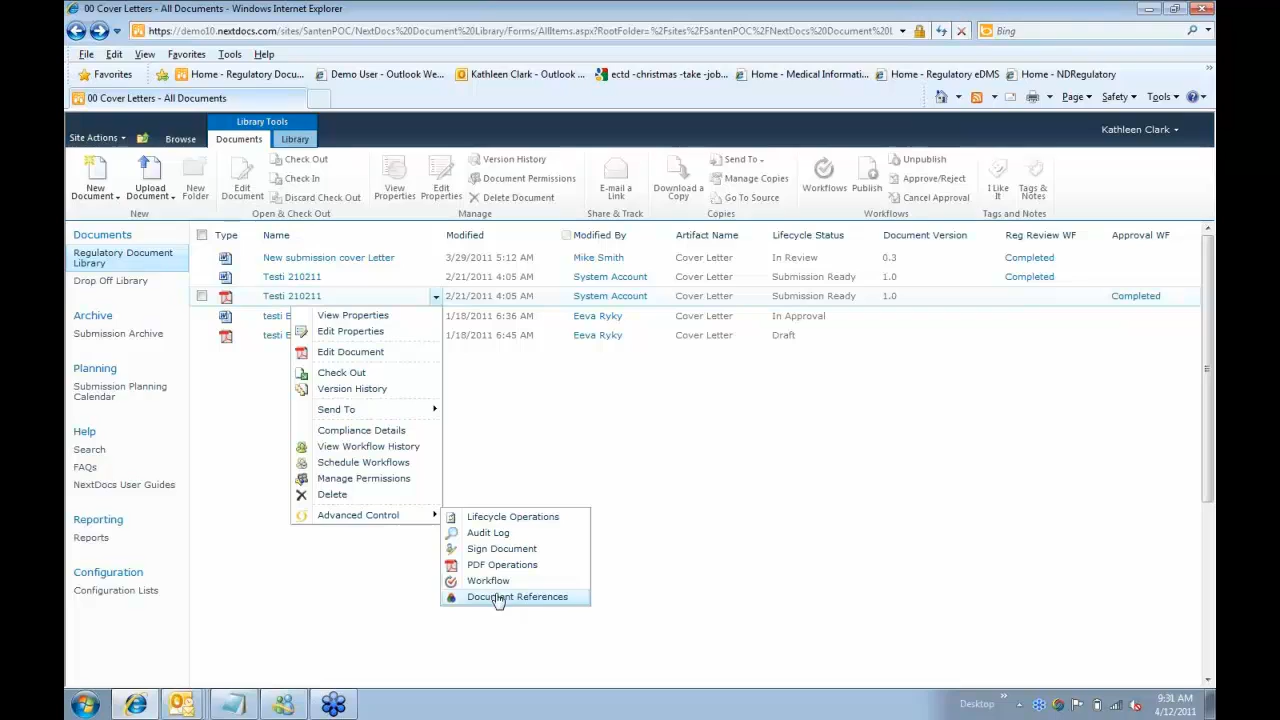 00 Cover Letters - All Documents - Windows Internet Explorer
https://demo10.nextdocs.com/sites/SantenPOC/NextDocs%20Document%20Library/Forms/AllItems.aspx?RootFolder=%2Fsites%2FSantenPOC%2FNextDocs%20Docum
Bing
File Edit View Favorites Tools Help
Favorites Home - Regulatory Docu... Demo User - Outlook We... Kathleen Clark - Outlook ... ectd -christmas -take -job... Home - Medical Informati... Home - Regulatory eDMS Home - NDRegulatory
00 Cover Letters - All Documents
Page Safety Tools
Library Tools
Site Actions Browse Documents Library
Kathleen Clark
New Document
Upload Document
New Folder
New
Edit Document
Check Out
Check In
Discard Check Out
Open & Check Out
View Properties
Edit Properties
Version History
Document Permissions
Delete Document
Manage
E-mail a Link
Share & Track
Download a Copy
Send To
Manage Copies
Go To Source
Copies
Workflows
Publish
Unpublish
Approve/Reject
Cancel Approval
Workflows
I Like It
Tags & Notes
Tags and Notes
Documents
Regulatory Document Library
Drop Off Library
Archive
Submission Archive
Planning
Submission Planning Calendar
Help
Search
FAQs
NextDocs User Guides
Reporting
Reports
Configuration
Configuration Lists
Type Name Modified Modified By Artifact Name Lifecycle Status Document Version Reg Review WF Approval WF
New submission cover Letter 3/29/2011 5:12 AM Mike Smith Cover Letter In Review 0.3 Completed
Testi 210211 2/21/2011 4:05 AM System Account Cover Letter Submission Ready 1.0 Completed
Testi 210211 2/21/2011 4:05 AM System Account Cover Letter Submission Ready 1.0 Completed
testi E 1/18/2011 6:36 AM Eeva Ryky Cover Letter In Approval
testi E 1/18/2011 6:45 AM Eeva Ryky Cover Letter Draft
View Properties
Edit Properties
Edit Document
Check Out
Version History
Send To
Compliance Details
View Workflow History
Schedule Workflows
Manage Permissions
Delete
Advanced Control
Lifecycle Operations
Audit Log
Sign Document
PDF Operations
Workflow
Document References
Desktop
9:31 AM
4/12/2011